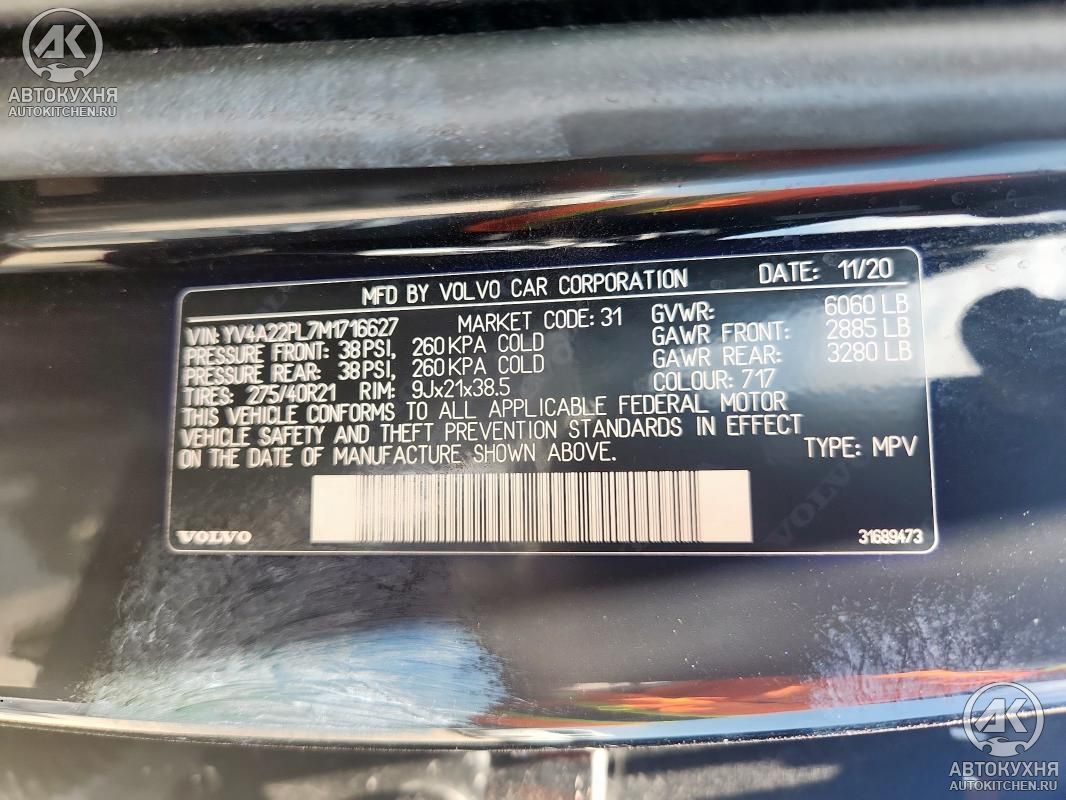 АК
АВТОКУХНЯ
AUTOKITCHEN.RU
MFD BY VOLVO CAR CORPORATION DATE: 11/20
VIN: YV4A22PL7M1716627 MARKET CODE: 31 GVWR: 6060 LB
PRESSURE FRONT: 38 PSI, 260 KPA COLD GAWR FRONT: 2885 LB
PRESSURE REAR: 38 PSI, 260 KPA COLD GAWR REAR: 3280 LB
TIRES: 275/40R21 RIM: 9Jx21x38.5 COLOUR: 717
THIS VEHICLE CONFORMS TO ALL APPLICABLE FEDERAL MOTOR
VEHICLE SAFETY AND THEFT PREVENTION STANDARDS IN EFFECT
ON THE DATE OF MANUFACTURE SHOWN ABOVE. TYPE: MPV
VOLVO 31689473
АК
АВТОКУХНЯ
AUTOKITCHEN.RU